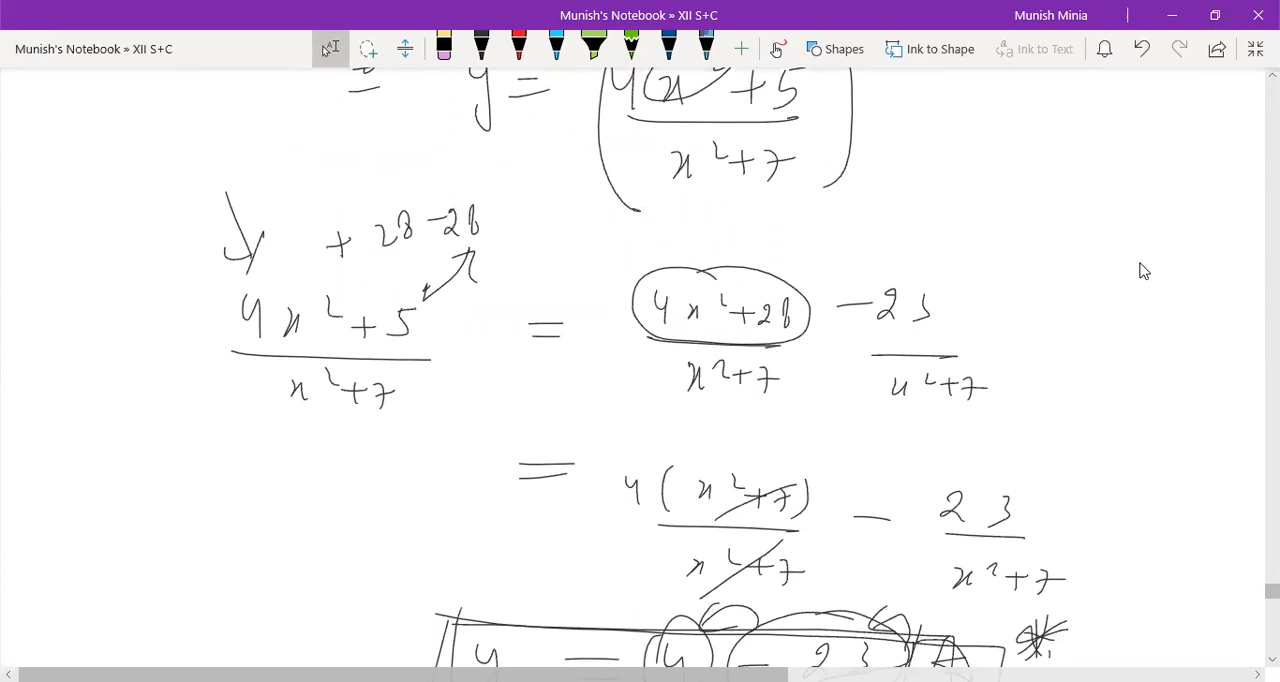 Munish's Notebook » XII S+C
Munish Minia
Munish's Notebook » XII S+C
Shapes
Ink to Shape
Ink to Text
= y = (4x² + 5
x² + 7)
+ 28 - 28
4x² + 5 = 4x² + 28 - 23
x² + 7 x² + 7 x² + 7
= 4(x² + 7) - 23
x² + 7 x² + 7
y = 4 - 23